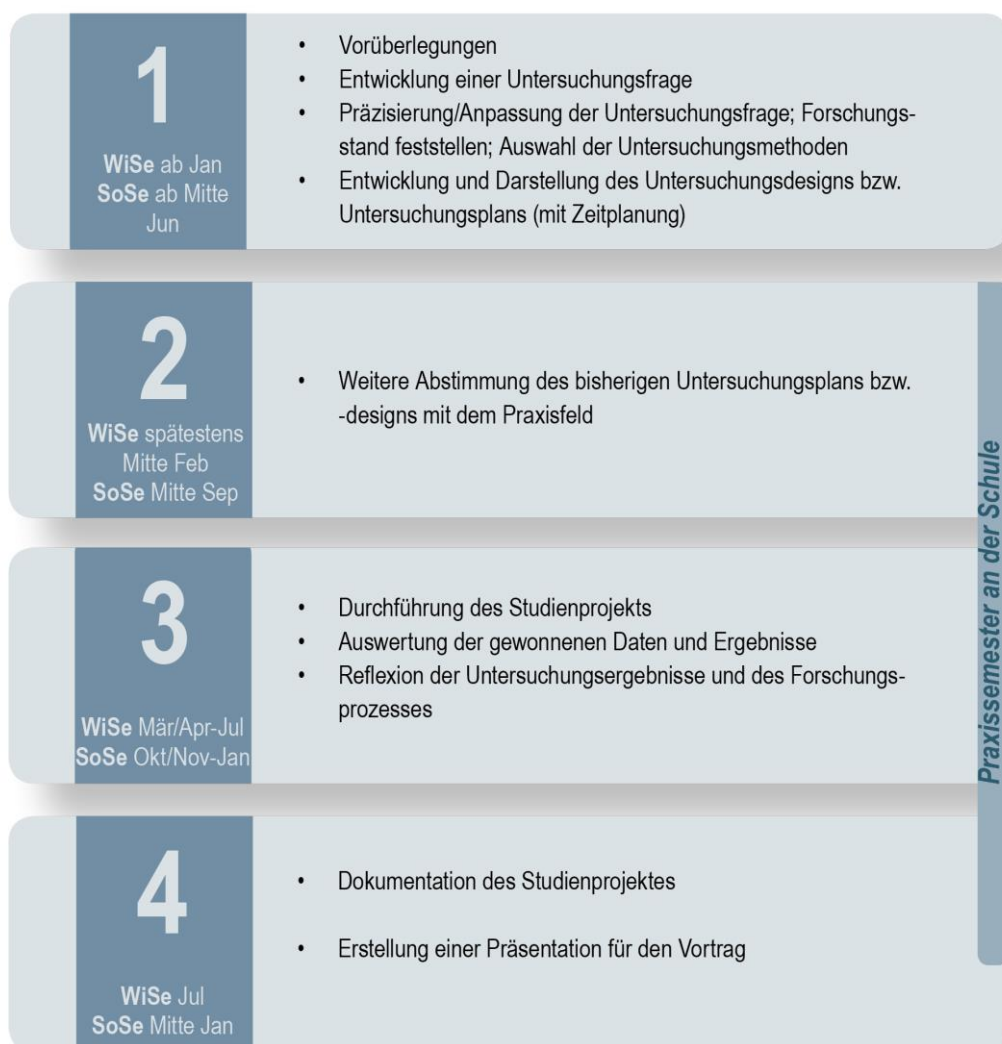 1
WiSe ab Jan
SoSe ab Mitte
Jun
• Vorüberlegungen
• Entwicklung einer Untersuchungsfrage
• Präzisierung/Anpassung der Untersuchungsfrage; Forschungs-
stand feststellen; Auswahl der Untersuchungsmethoden
• Entwicklung und Darstellung des Untersuchungsdesigns bzw.
Untersuchungsplans (mit Zeitplanung)
2
WiSe spätestens
Mitte Feb
SoSe Mitte Sep
• Weitere Abstimmung des bisherigen Untersuchungsplans bzw.
-designs mit dem Praxisfeld
3
WiSe Mär/Apr-Jul
SoSe Okt/Nov-Jan
• Durchführung des Studienprojekts
• Auswertung der gewonnenen Daten und Ergebnisse
• Reflexion der Untersuchungsergebnisse und des Forschungs-
prozesses
4
WiSe Jul
SoSe Mitte Jan
• Dokumentation des Studienprojektes
• Erstellung einer Präsentation für den Vortrag
Praxissemester an der Schule